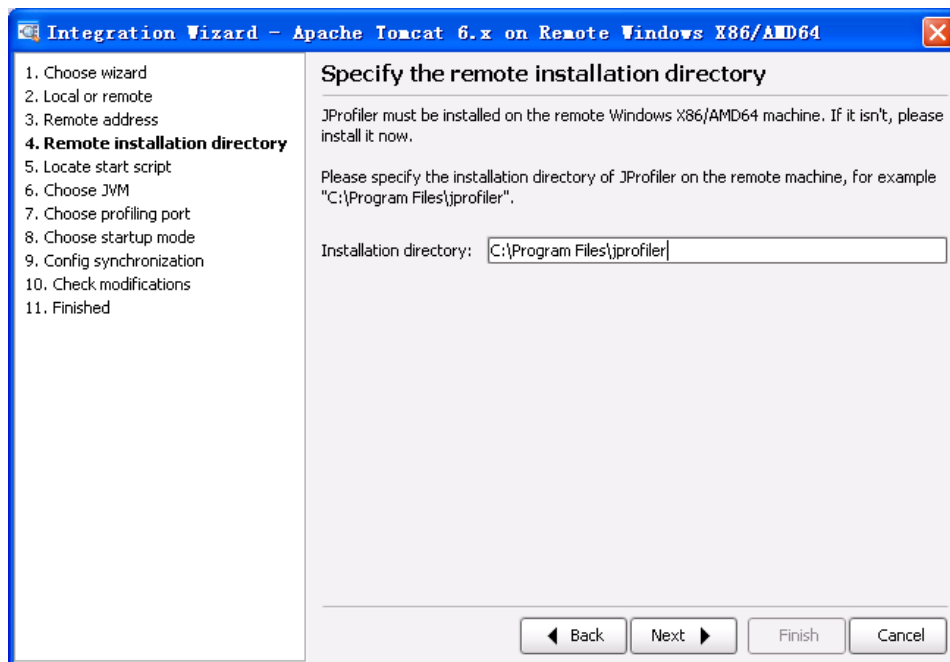 Integration Wizard - Apache Tomcat 6.x on Remote Windows X86/AMD64
1. Choose wizard
2. Local or remote
3. Remote address
4. Remote installation directory
5. Locate start script
6. Choose JVM
7. Choose profiling port
8. Choose startup mode
9. Config synchronization
10. Check modifications
11. Finished
Specify the remote installation directory
JProfiler must be installed on the remote Windows X86/AMD64 machine. If it isn't, please
install it now.
Please specify the installation directory of JProfiler on the remote machine, for example
"C:\Program Files\jprofiler".
Installation directory: C:\Program Files\jprofiler
Back Next Finish Cancel